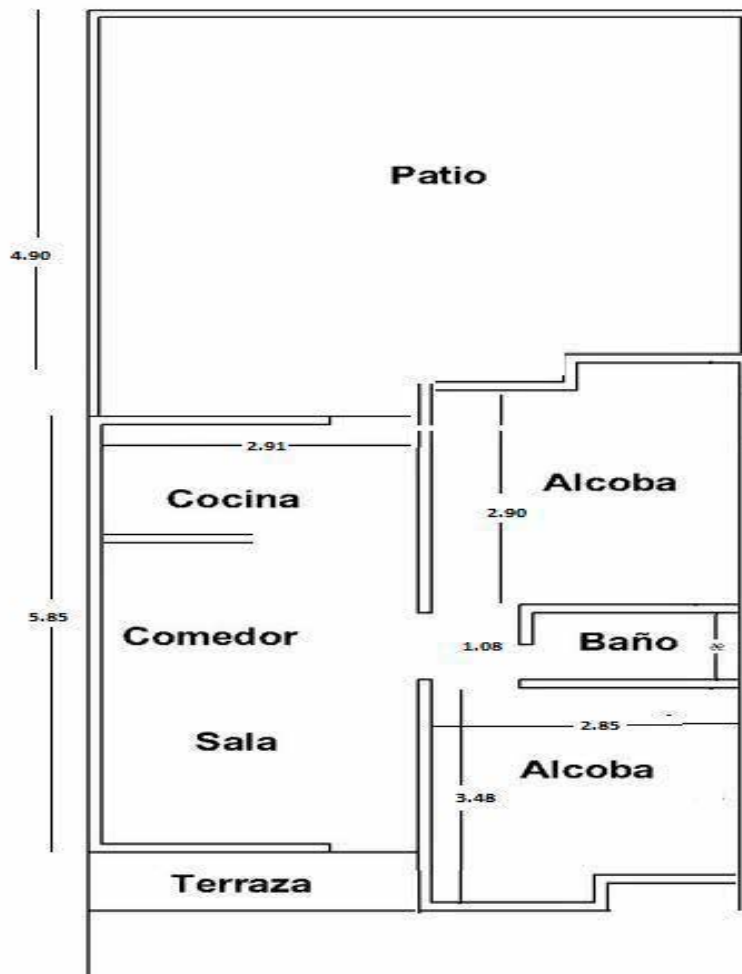 Patio
4.90
2.91
Cocina
Alcoba
2.90
5.85
Comedor
1.08
Baño
Sala
2.85
Alcoba
3.48
Terraza